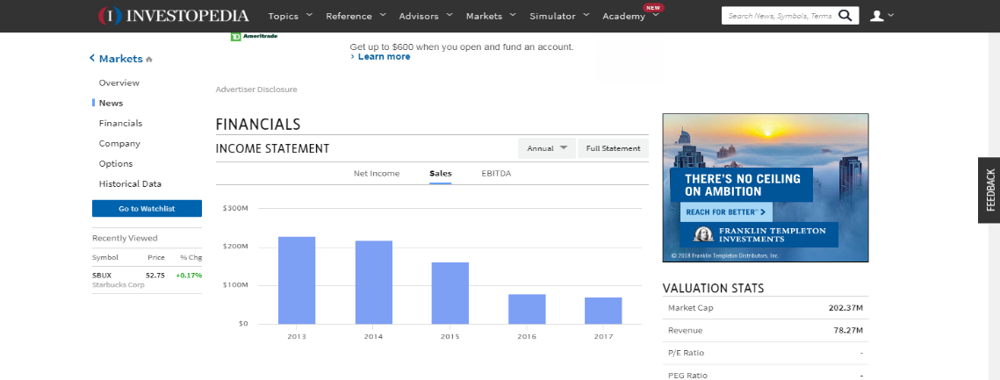 INVESTOPEDIA
Topics Reference Advisors Markets Simulator Academy NEW
Search News, Symbols, Terms
TD Ameritrade
Get up to $600 when you open and fund an account.
› Learn more
Markets
Overview
News
Financials
Company
Options
Historical Data
Go to Watchlist
Recently Viewed
Symbol Price % Chg
SBUX 52.75 +0.17%
Starbucks Corp
Advertiser Disclosure
FINANCIALS
INCOME STATEMENT Annual Full Statement
Net Income Sales EBITDA
$300M
$200M
$100M
$0
2013 2014 2015 2016 2017
THERE'S NO CEILING
ON AMBITION
REACH FOR BETTER™
FRANKLIN TEMPLETON
INVESTMENTS
© 2018 Franklin Templeton Distributors, Inc.
VALUATION STATS
Market Cap 202.37M
Revenue 78.27M
P/E Ratio -
PEG Ratio -
FEEDBACK